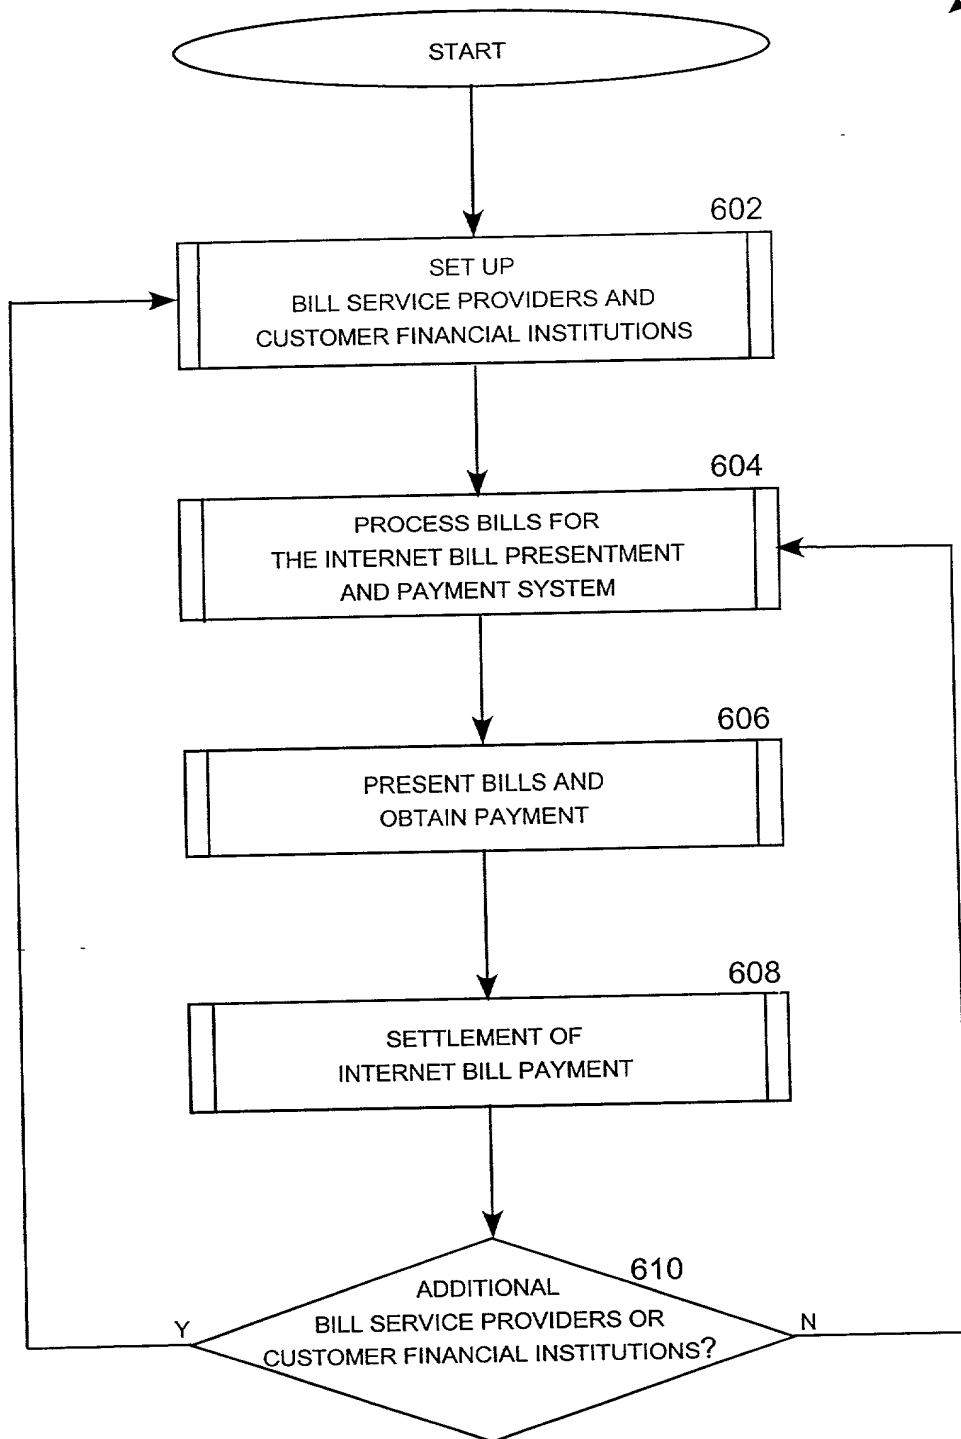 START
602
SET UP
BILL SERVICE PROVIDERS AND
CUSTOMER FINANCIAL INSTITUTIONS
604
PROCESS BILLS FOR
THE INTERNET BILL PRESENTMENT
AND PAYMENT SYSTEM
606
PRESENT BILLS AND
OBTAIN PAYMENT
608
SETTLEMENT OF
INTERNET BILL PAYMENT
610
ADDITIONAL
BILL SERVICE PROVIDERS OR
CUSTOMER FINANCIAL INSTITUTIONS?
Y
N